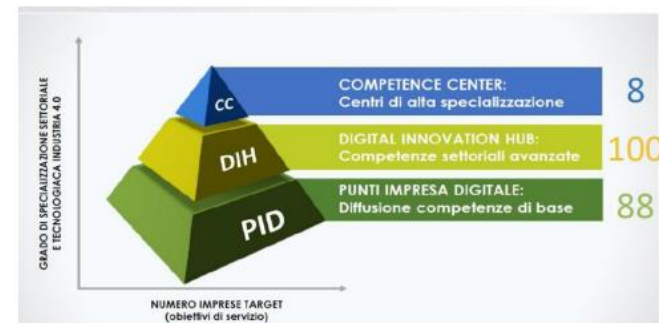 GRADO DI SPECIALIZZAZIONE SETTORIALE
E TECNOLOGIACA INDUSTRIA 4.0
CC
COMPETENCE CENTER:
Centri di alta specializzazione
8
DIH
DIGITAL INNOVATION HUB:
Competenze settoriali avanzate
100
PID
PUNTI IMPRESA DIGITALE:
Diffusione competenze di base
88
NUMERO IMPRESE TARGET
(obiettivi di servizio)